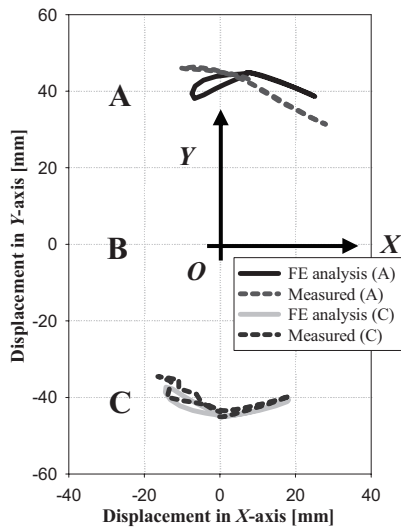 60
40
20
0
-20
-40
-60
-40 -20 0 20 40
Displacement in Y-axis [mm]
Displacement in X-axis [mm]
A
Y
B
X
O
FE analysis (A)
Measured (A)
FE analysis (C)
Measured (C)
C